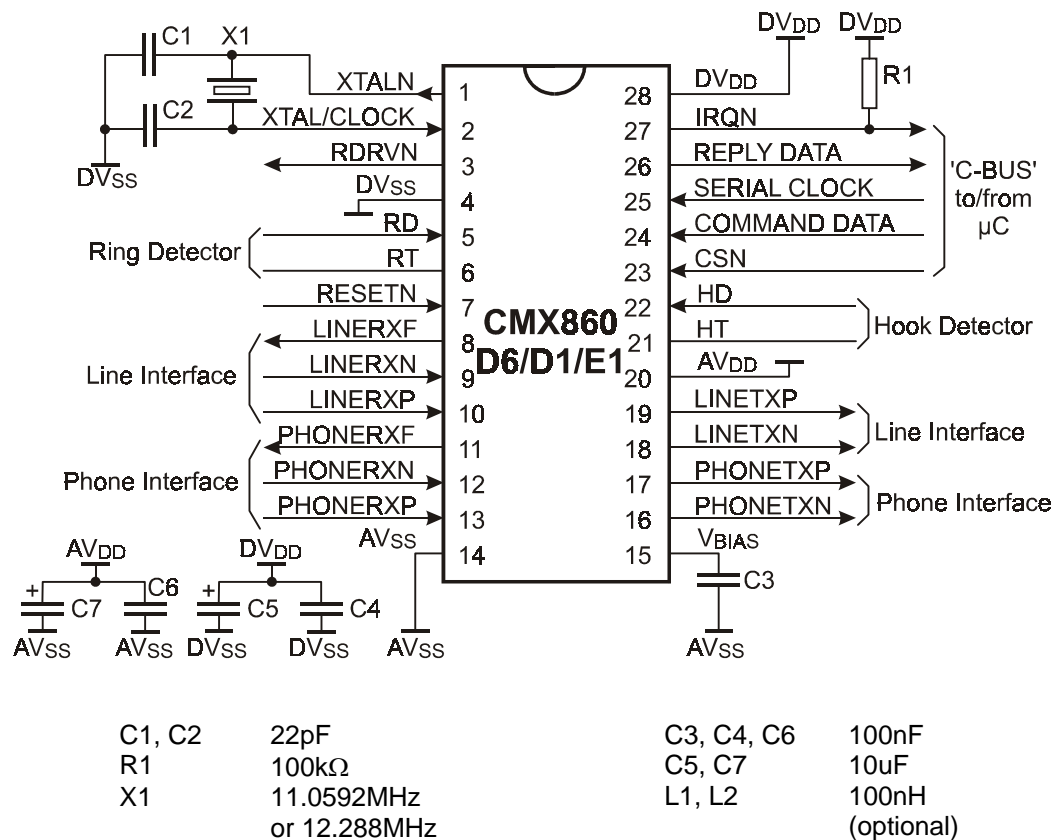 C1
X1
C2
DVSS
XTALN
XTAL/CLOCK
RDRVN
DVSS
RD
RT
Ring Detector
RESETN
LINERXF
LINERXN
LINERXP
Line Interface
PHONERXF
PHONERXN
PHONERXP
Phone Interface
AVSS
AVSS
1
2
3
4
5
6
7
8
9
10
11
12
13
14
CMX860
D6/D1/E1
28
27
26
25
24
23
22
21
20
19
18
17
16
15
DVDD
DVDD
R1
DVDD
IRQN
REPLY DATA
SERIAL CLOCK
COMMAND DATA
CSN
'C-BUS'
to/from
µC
HD
HT
Hook Detector
AVDD
LINETXP
LINETXN
Line Interface
PHONETXP
PHONETXN
Phone Interface
VBIAS
C3
AVSS
AVDD
+
C7
C6
AVSS
AVSS
DVDD
+
C5
C4
DVSS
DVSS
C1, C2 22pF
R1 100kΩ
X1 11.0592MHz
or 12.288MHz
C3, C4, C6 100nF
C5, C7 10uF
L1, L2 100nH
(optional)